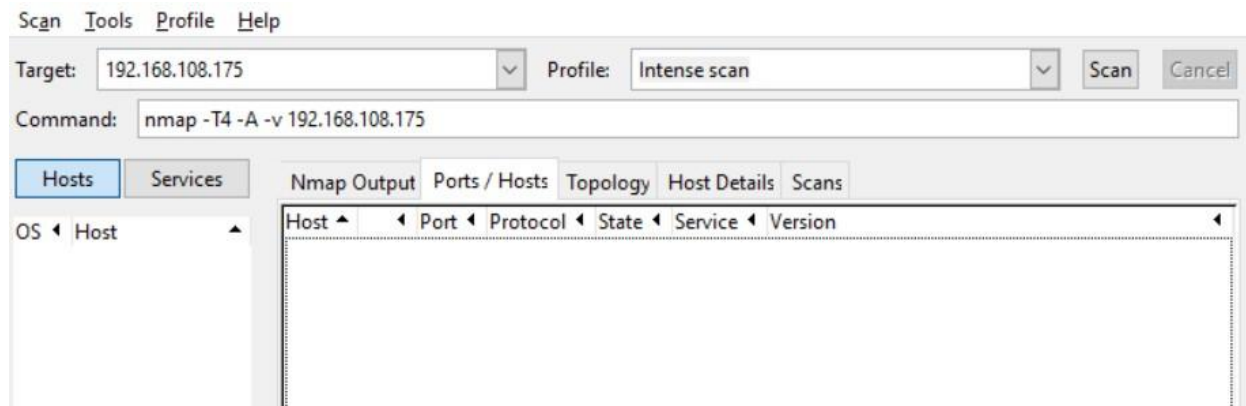 Scan Tools Profile Help
Target: 192.168.108.175 Profile: Intense scan Scan Cancel
Command: nmap -T4 -A -v 192.168.108.175
Hosts Services Nmap Output Ports / Hosts Topology Host Details Scans
OS Host Host Port Protocol State Service Version